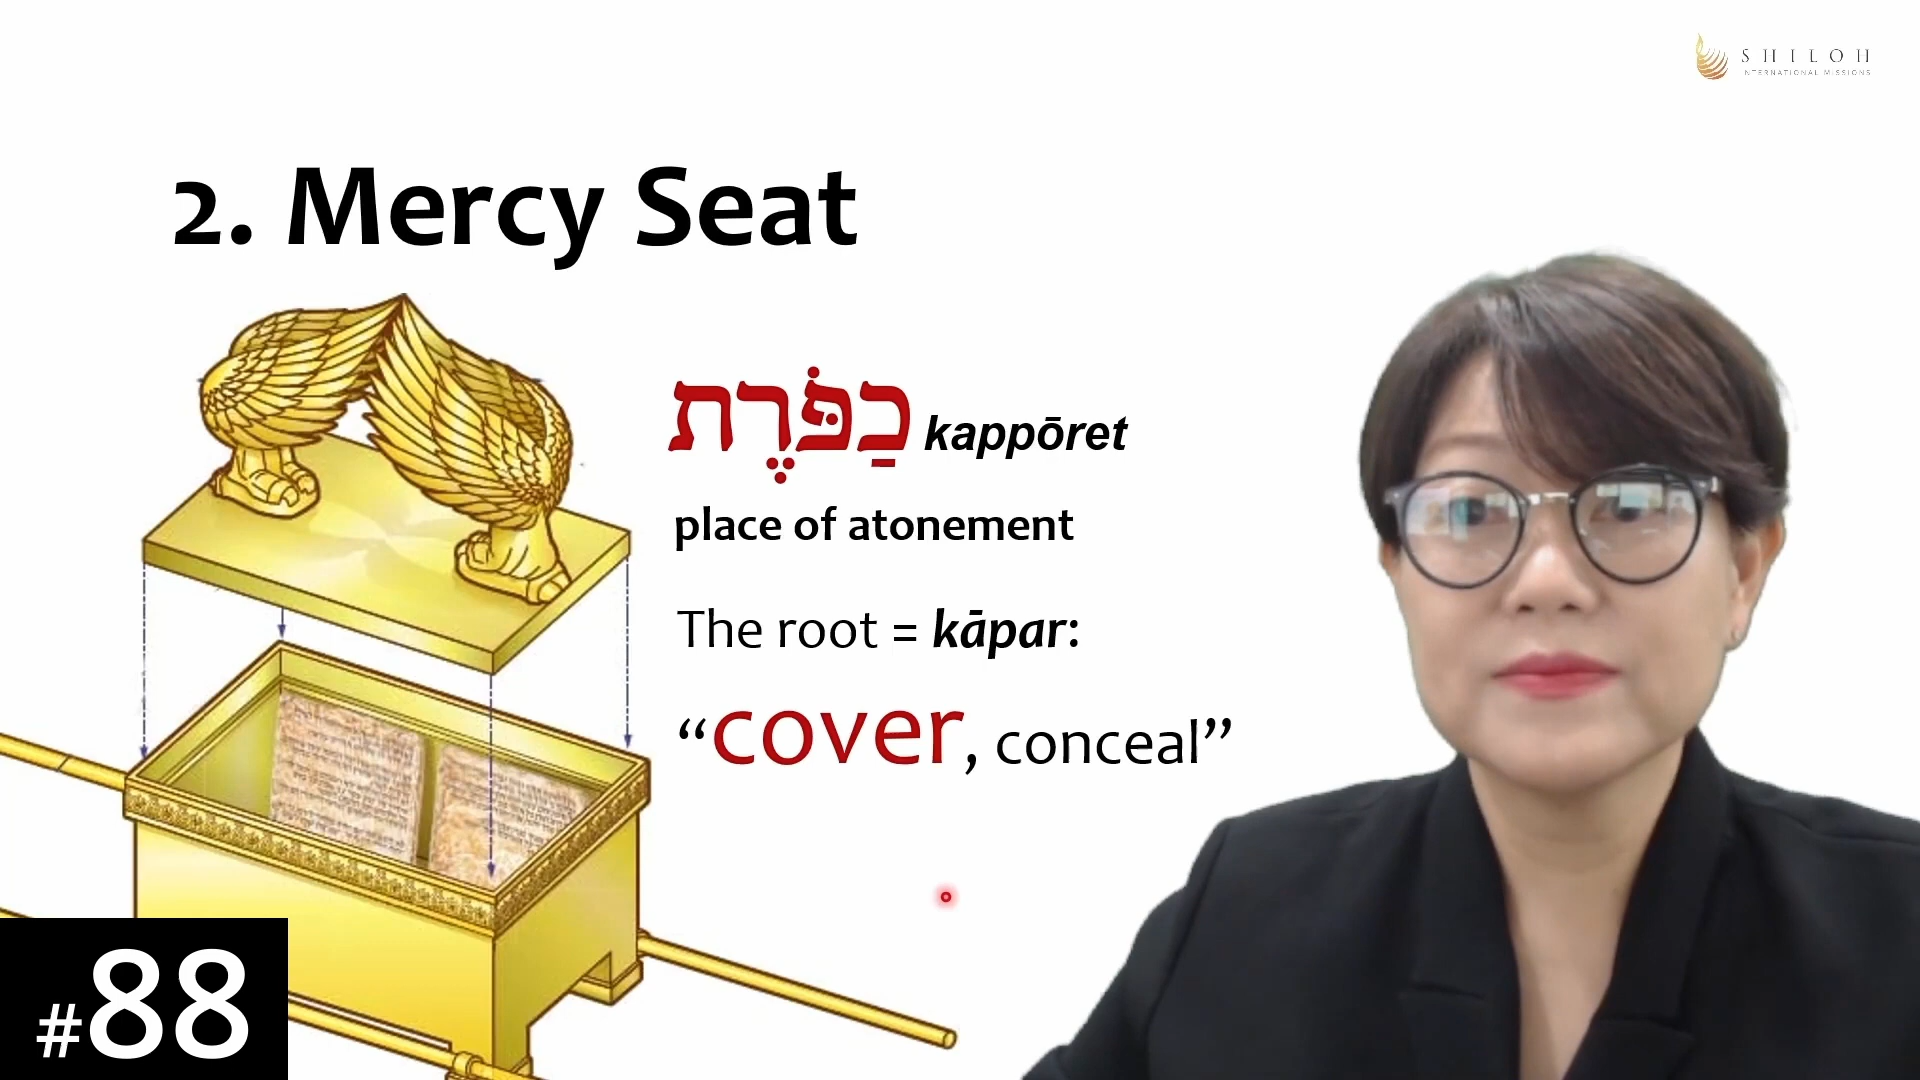 SHILOH
INTERNATIONAL MISSIONS
2. Mercy Seat
כַּפֹּרֶת kappōret
place of atonement
The root = kāpar:
“cover, conceal”
#88